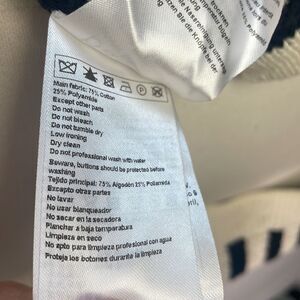 trocknen
Nassreinigung unterziehen
P
Main fabric: 75% Cotton
25% Polyamide
Except other parts
Do not wash
Do not bleach
Do not tumble dry
Low ironing
Dry clean
Do not professional wash with water
Beware, buttons should be protected before
washing
Tejido principal: 75% Algodón 25% Poliamida
Excepto otras partes
No lavar
No usar blanqueador
No secar en la secadora
Planchar a baja temperatura
Limpieza en seco
No apto para limpieza profesional con agua
Proteja los botones durante la limpieza